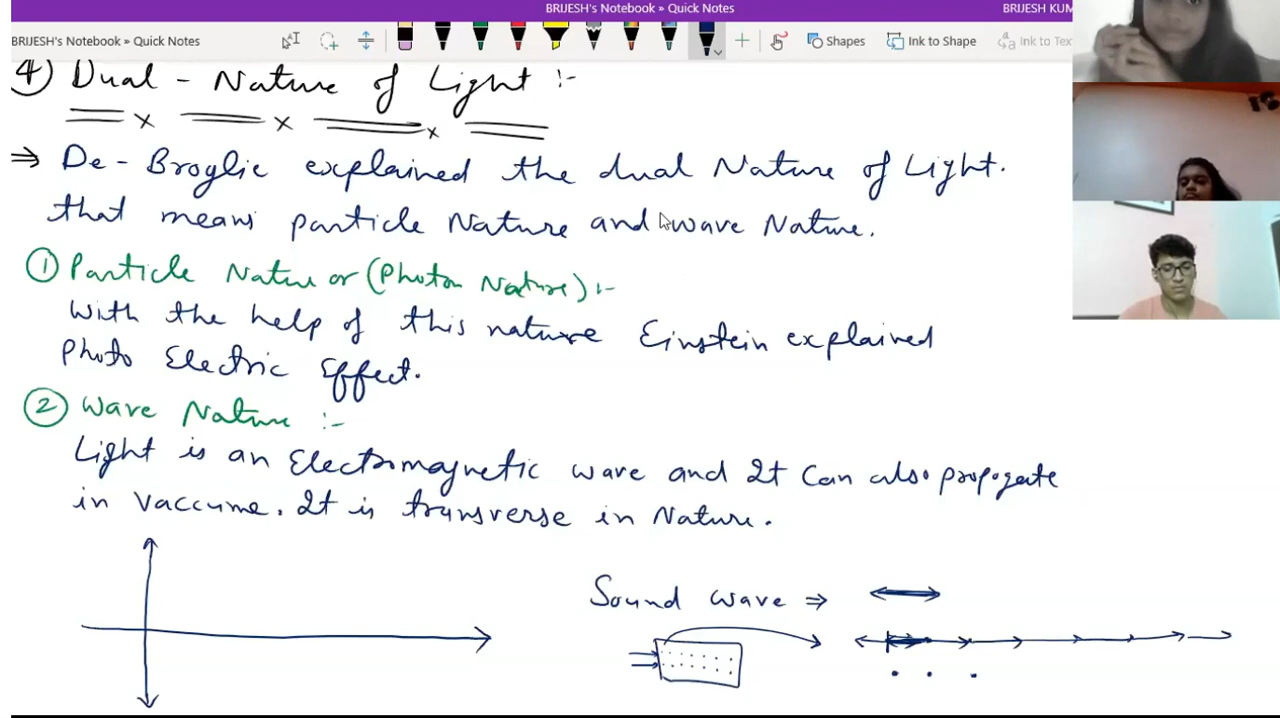 BRIJESH's Notebook » Quick Notes
BRIJESH KUM
BRIJESH's Notebook » Quick Notes
Shapes
Ink to Shape
Ink to Text
4) Dual - Nature of Light :-
⇒ De-Broglie explained the dual Nature of Light.
that means particle Nature and wave Nature.
① Particle Nature or (Photon Nature) :-
With the help of this nature Einstein explained
Photo Electric Effect.
② Wave Nature :-
Light is an Electromagnetic wave and It Can also propogate
in vaccume. It is transverse in Nature.
Sound wave ⇒